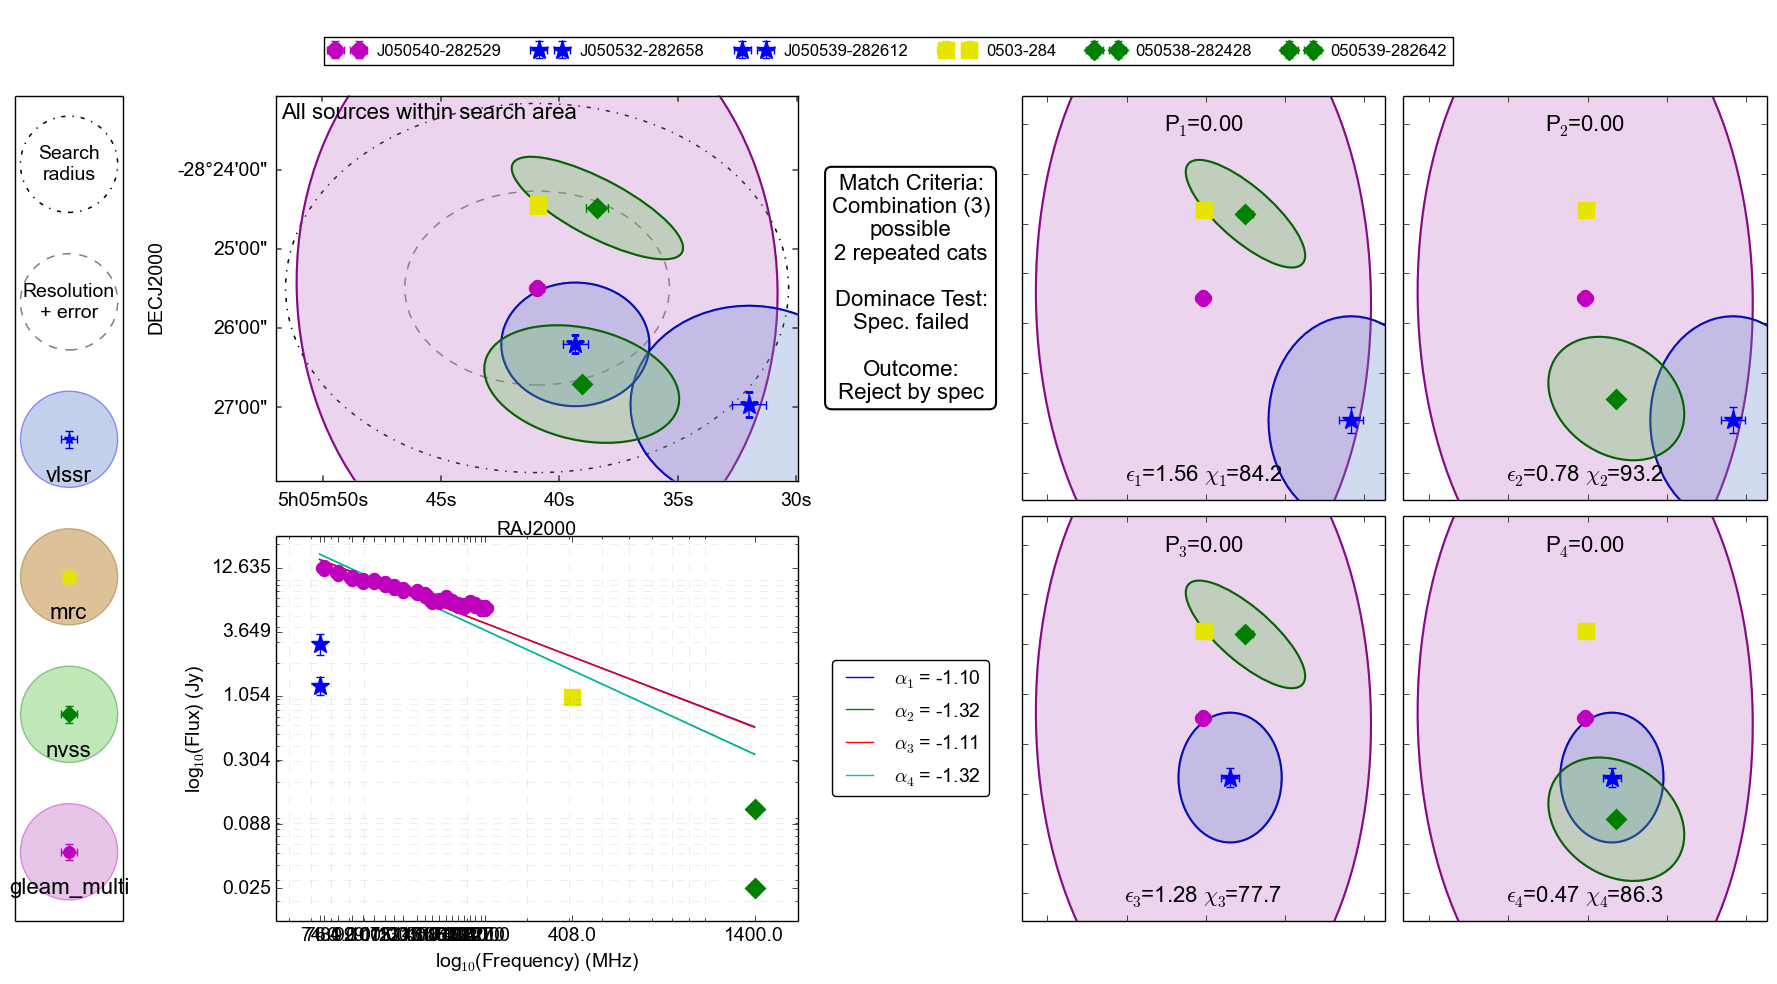 J050540-282529 J050532-282658 J050539-282612 0503-284 050538-282428 050539-282642
Search
radius
Resolution
+ error
vlssr
mrc
nvss
gleam_multi
All sources within search area
DECJ2000
-28°24'00"
25'00"
26'00"
27'00"
5h05m50s 45s 40s 35s 30s
RAJ2000
Match Criteria:
Combination (3)
possible
2 repeated cats
Dominace Test:
Spec. failed
Outcome:
Reject by spec
P1=0.00
ϵ1=1.56 χ1=84.2
P2=0.00
ϵ2=0.78 χ2=93.2
log10(Flux) (Jy)
12.635
3.649
1.054
0.304
0.088
0.025
408.0 1400.0
log10(Frequency) (MHz)
α1 = -1.10
α2 = -1.32
α3 = -1.11
α4 = -1.32
P3=0.00
ϵ3=1.28 χ3=77.7
P4=0.00
ϵ4=0.47 χ4=86.3